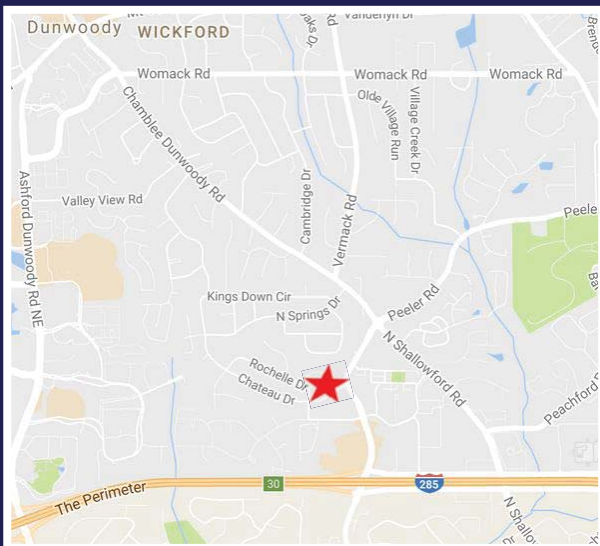 Dunwoody
WICKFORD
Vanderlyn Dr
Womack Rd
Womack Rd
Womack Rd
Chamblee Dunwoody Rd
Olde Village Run
Village Creek Dr
Cambridge Dr
Vermack Rd
Valley View Rd
Ashford Dunwoody Rd NE
Peeler
Kings Down Cir
N Springs Dr
Peeler Rd
N Shallowford Rd
Rochelle Dr
Chateau Dr
Peachford Rd
30
285
The Perimeter
N Shallow